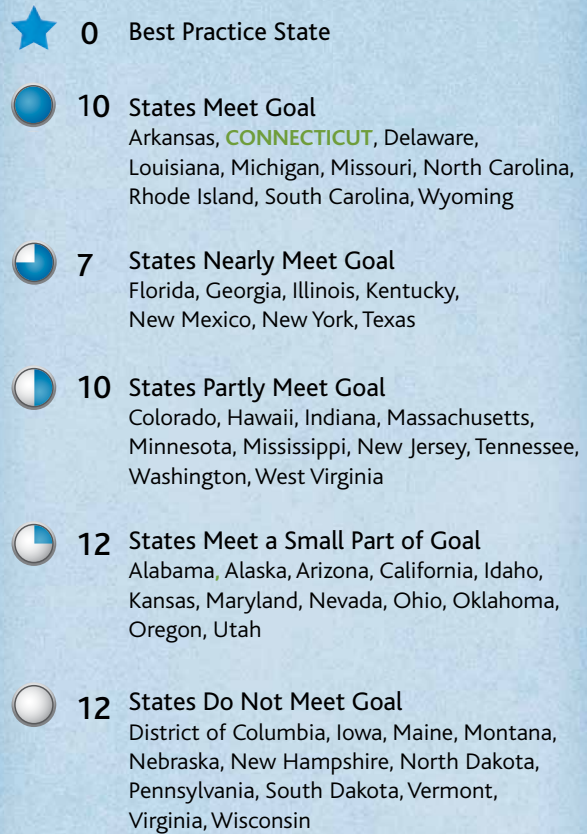 0 Best Practice State
10 States Meet Goal
Arkansas, CONNECTICUT, Delaware,
Louisiana, Michigan, Missouri, North Carolina,
Rhode Island, South Carolina, Wyoming
7 States Nearly Meet Goal
Florida, Georgia, Illinois, Kentucky,
New Mexico, New York, Texas
10 States Partly Meet Goal
Colorado, Hawaii, Indiana, Massachusetts,
Minnesota, Mississippi, New Jersey, Tennessee,
Washington, West Virginia
12 States Meet a Small Part of Goal
Alabama, Alaska, Arizona, California, Idaho,
Kansas, Maryland, Nevada, Ohio, Oklahoma,
Oregon, Utah
12 States Do Not Meet Goal
District of Columbia, Iowa, Maine, Montana,
Nebraska, New Hampshire, North Dakota,
Pennsylvania, South Dakota, Vermont,
Virginia, Wisconsin